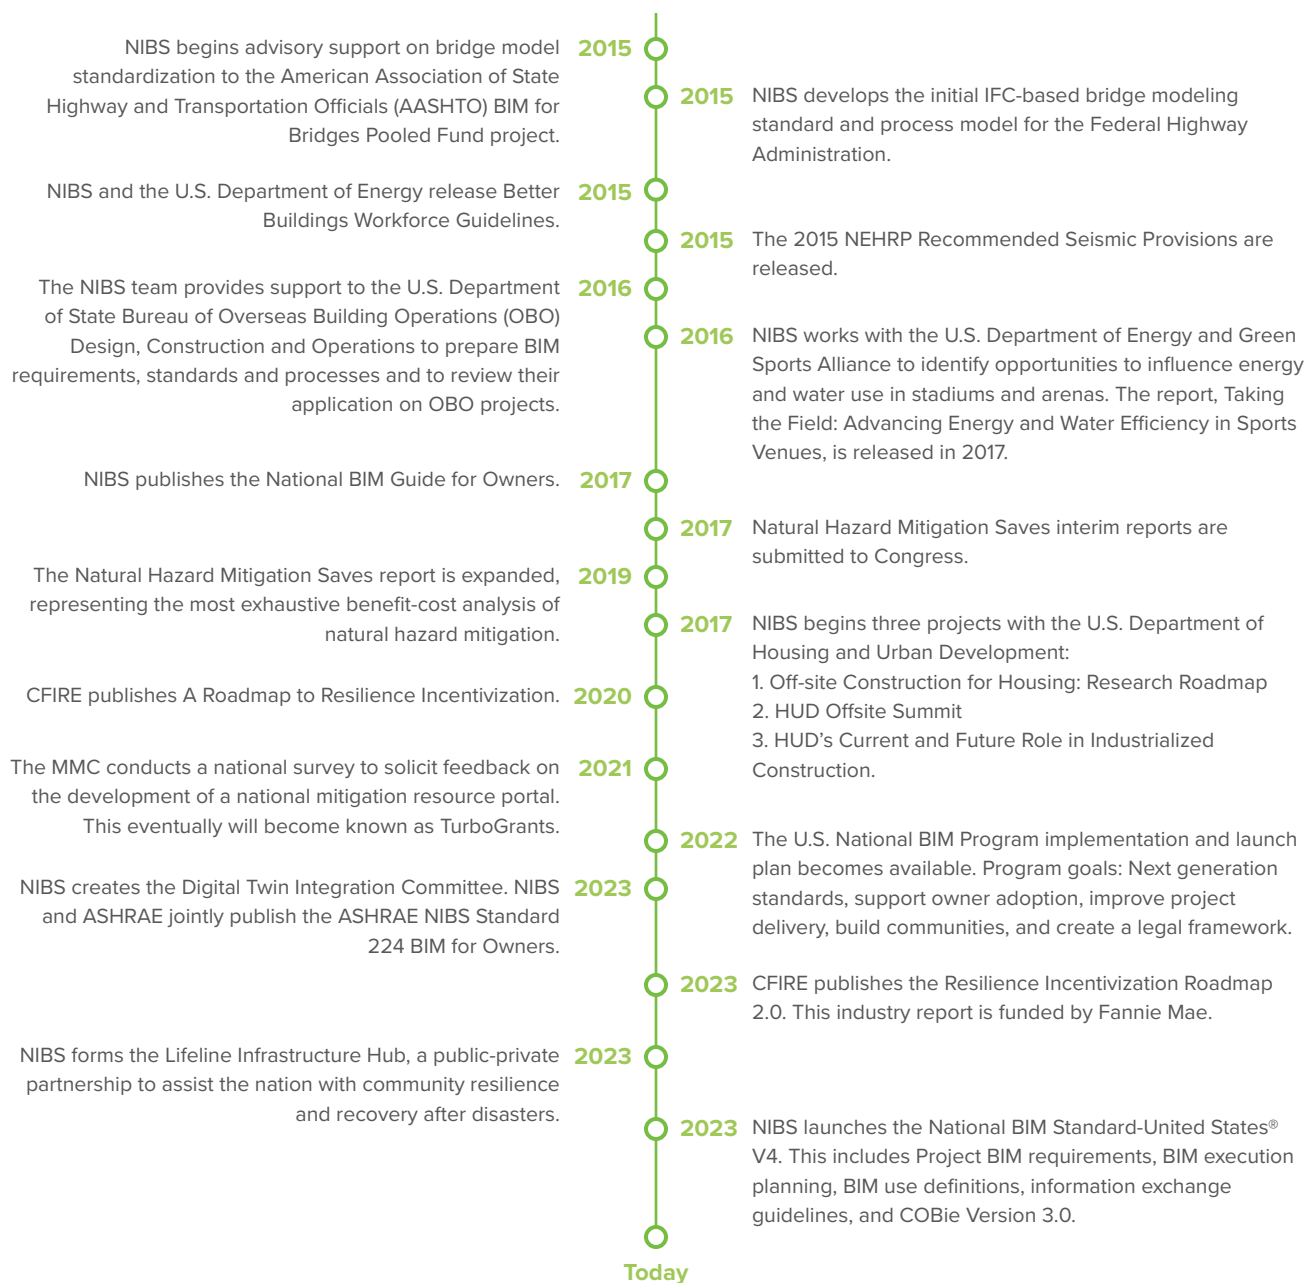 2015
NIBS begins advisory support on bridge model
standardization to the American Association of State
Highway and Transportation Officials (AASHTO) BIM for
Bridges Pooled Fund project.
2015
NIBS develops the initial IFC-based bridge modeling
standard and process model for the Federal Highway
Administration.
2015
NIBS and the U.S. Department of Energy release Better
Buildings Workforce Guidelines.
2015
The 2015 NEHRP Recommended Seismic Provisions are
released.
2016
The NIBS team provides support to the U.S. Department
of State Bureau of Overseas Building Operations (OBO)
Design, Construction and Operations to prepare BIM
requirements, standards and processes and to review their
application on OBO projects.
2016
NIBS works with the U.S. Department of Energy and Green
Sports Alliance to identify opportunities to influence energy
and water use in stadiums and arenas. The report, Taking
the Field: Advancing Energy and Water Efficiency in Sports
Venues, is released in 2017.
2017
NIBS publishes the National BIM Guide for Owners.
2017
Natural Hazard Mitigation Saves interim reports are
submitted to Congress.
2019
The Natural Hazard Mitigation Saves report is expanded,
representing the most exhaustive benefit-cost analysis of
natural hazard mitigation.
2017
NIBS begins three projects with the U.S. Department of
Housing and Urban Development:
1. Off-site Construction for Housing: Research Roadmap
2. HUD Offsite Summit
3. HUD's Current and Future Role in Industrialized
Construction.
2020
CFIRE publishes A Roadmap to Resilience Incentivization.
2021
The MMC conducts a national survey to solicit feedback on
the development of a national mitigation resource portal.
This eventually will become known as TurboGrants.
2022
The U.S. National BIM Program implementation and launch
plan becomes available. Program goals: Next generation
standards, support owner adoption, improve project
delivery, build communities, and create a legal framework.
2023
NIBS creates the Digital Twin Integration Committee. NIBS
and ASHRAE jointly publish the ASHRAE NIBS Standard
224 BIM for Owners.
2023
CFIRE publishes the Resilience Incentivization Roadmap
2.0. This industry report is funded by Fannie Mae.
2023
NIBS forms the Lifeline Infrastructure Hub, a public-private
partnership to assist the nation with community resilience
and recovery after disasters.
2023
NIBS launches the National BIM Standard-United States®
V4. This includes Project BIM requirements, BIM execution
planning, BIM use definitions, information exchange
guidelines, and COBie Version 3.0.
Today